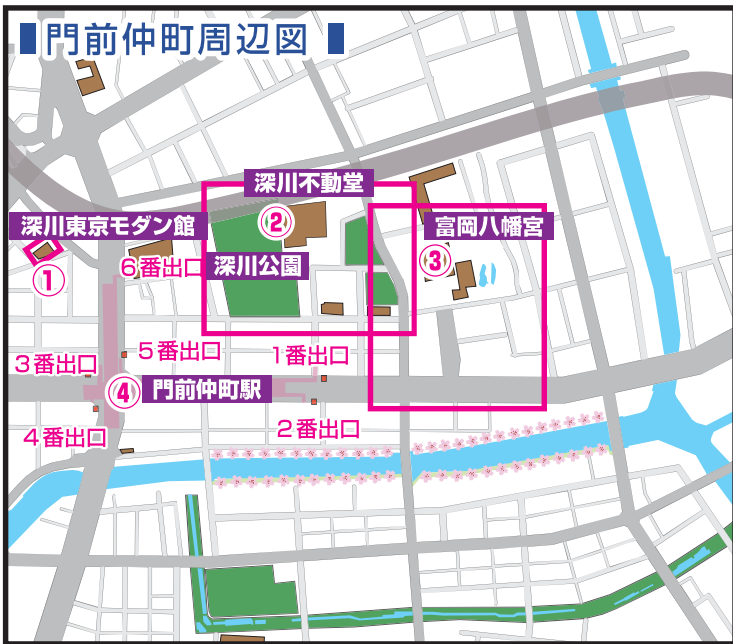 ■門前仲町周辺図■
深川不動堂
深川東京モダン館
②
富岡八幡宮
①
6番出口
深川公園
③
3番出口
5番出口
1番出口
④
門前仲町駅
4番出口
2番出口